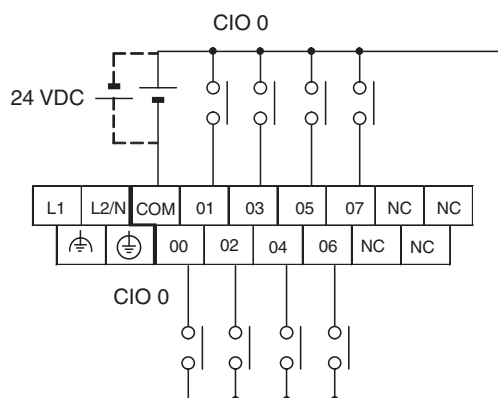 CIO 0
24 VDC
L1 L2/N COM 01 03 05 07 NC NC
00 02 04 06 NC NC
CIO 0